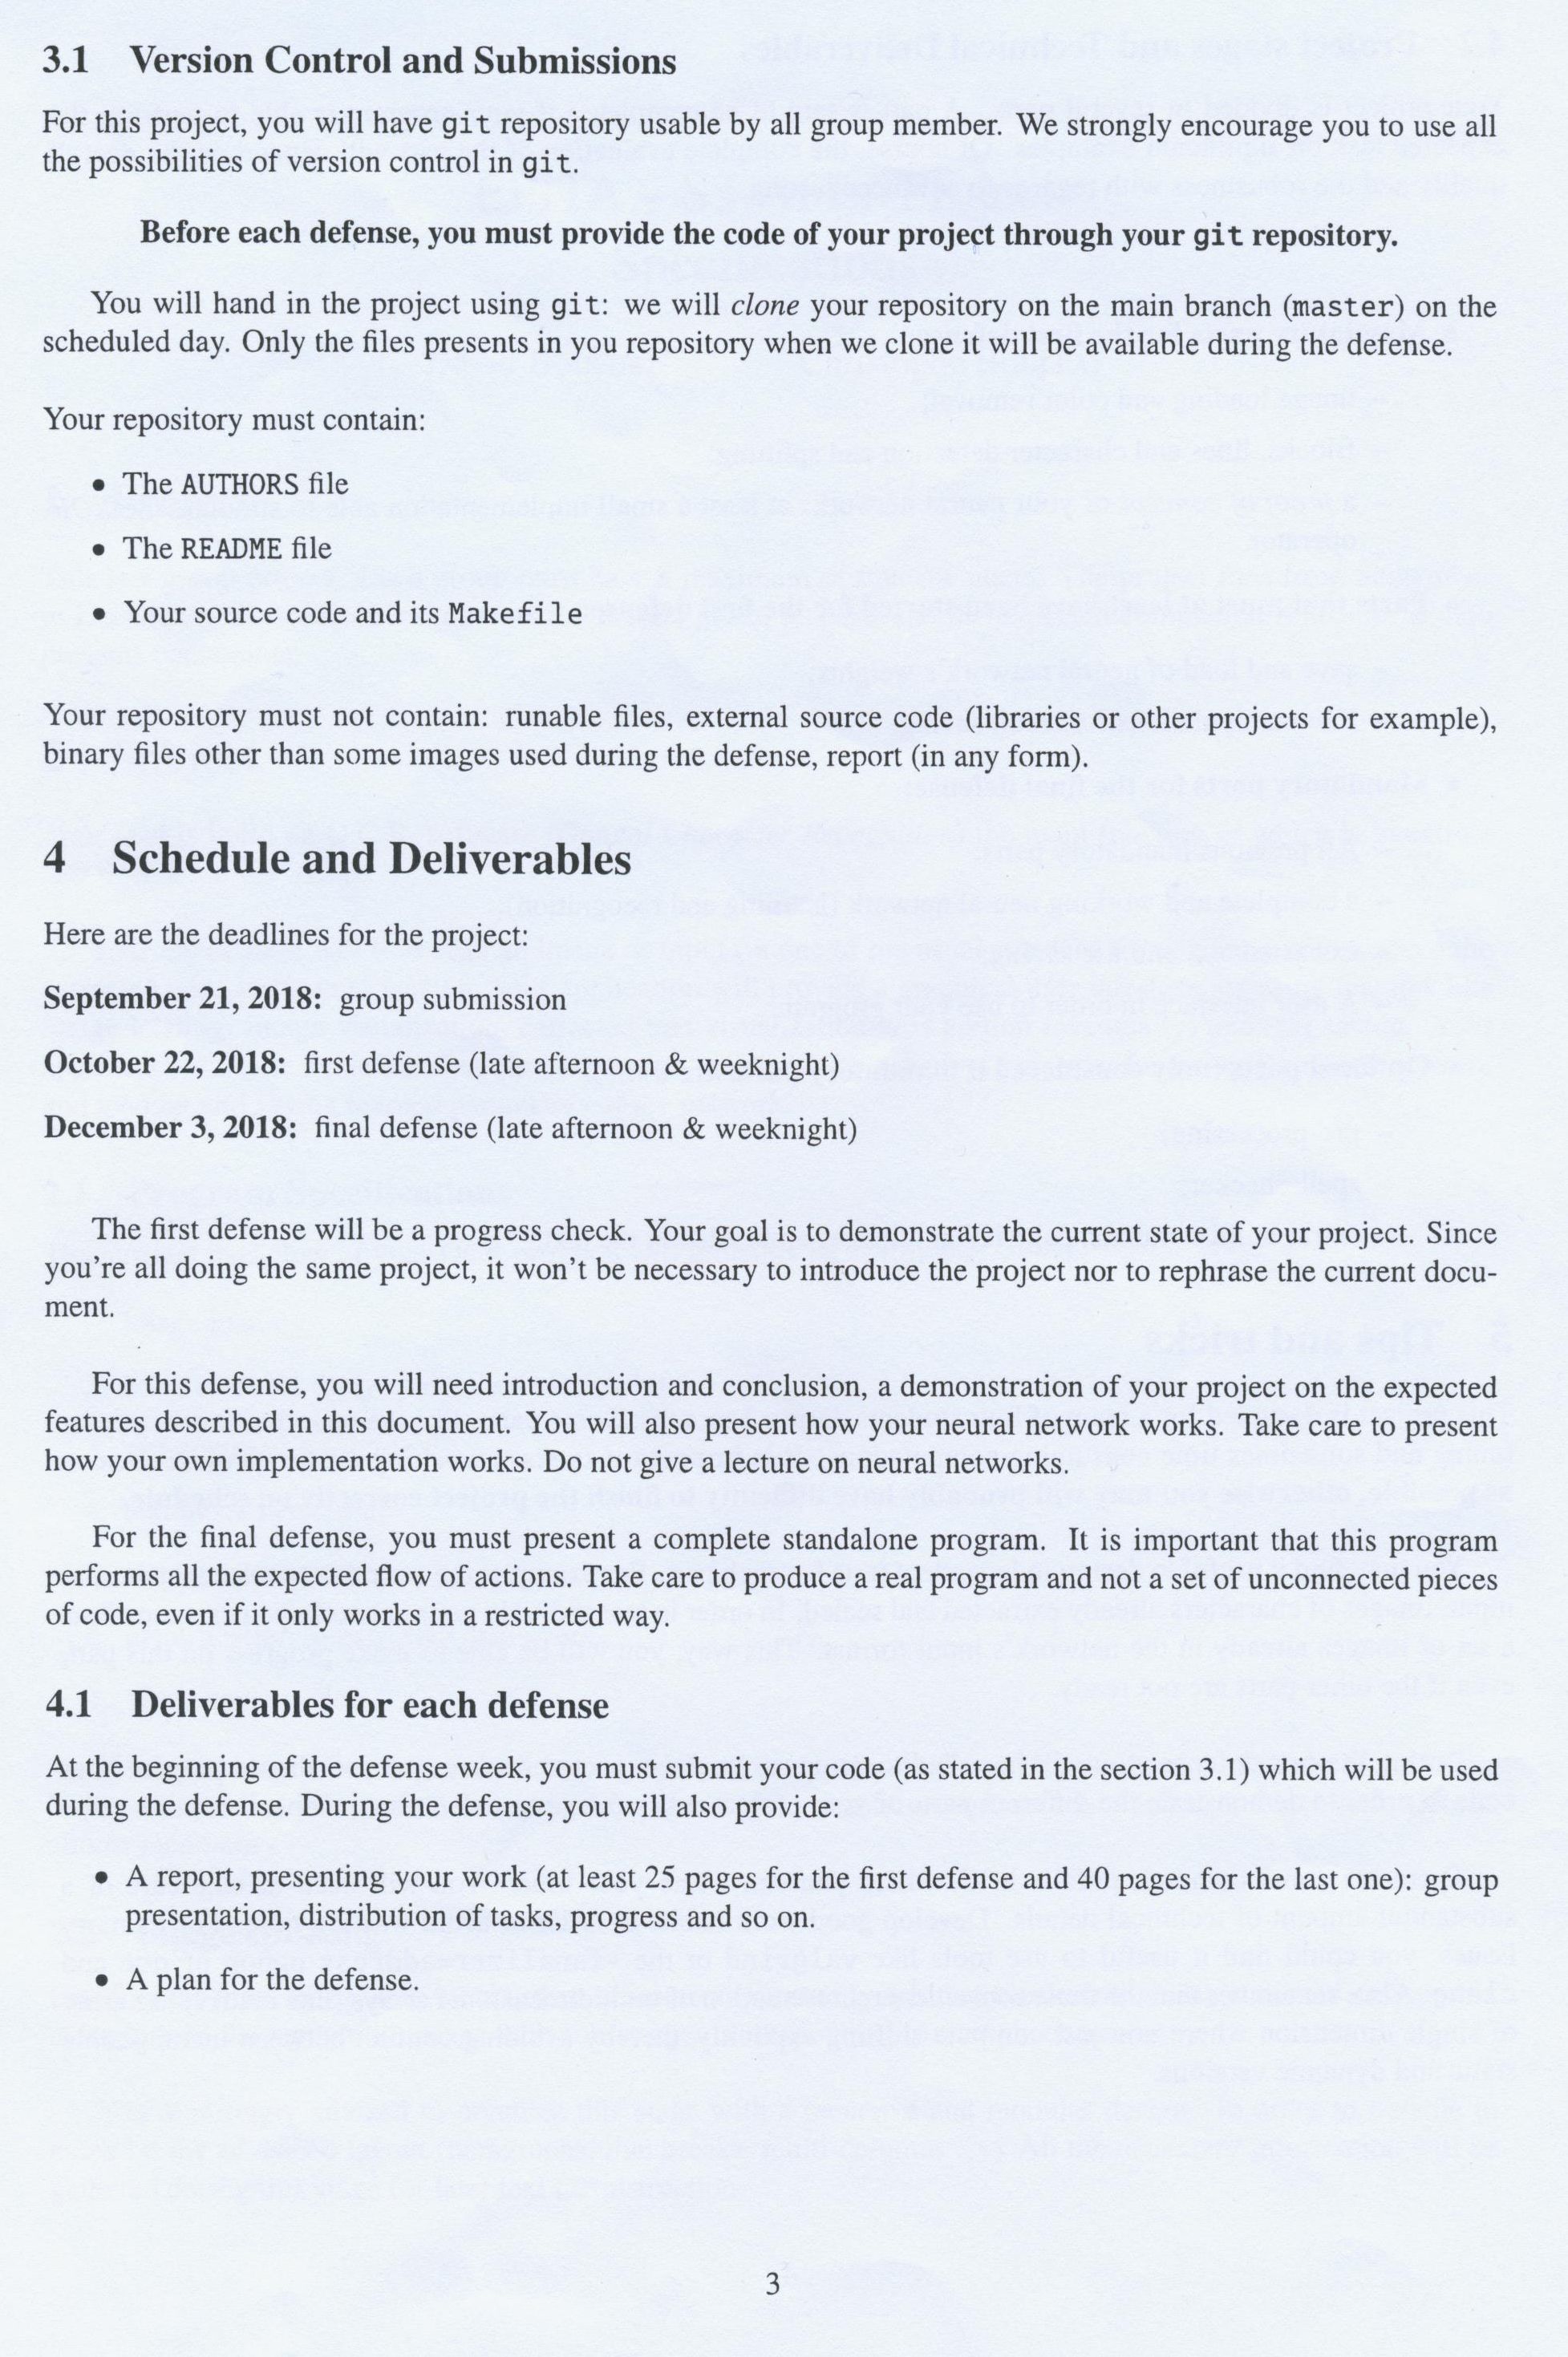 3.1 Version Control and Submissions
For this project, you will have git repository usable by all group member. We strongly encourage you to use all
the possibilities of version control in git.
Before each defense, you must provide the code of your project through your git repository.
You will hand in the project using git: we will clone your repository on the main branch (master) on the
scheduled day. Only the files presents in you repository when we clone it will be available during the defense.
Your repository must contain:
• The AUTHORS file
• The README file
• Your source code and its Makefile
Your repository must not contain: runable files, external source code (libraries or other projects for example),
binary files other than some images used during the defense, report (in any form).
4 Schedule and Deliverables
Here are the deadlines for the project:
September 21, 2018: group submission
October 22, 2018: first defense (late afternoon & weeknight)
December 3, 2018: final defense (late afternoon & weeknight)
The first defense will be a progress check. Your goal is to demonstrate the current state of your project. Since
you're all doing the same project, it won't be necessary to introduce the project nor to rephrase the current docu-
ment.
For this defense, you will need introduction and conclusion, a demonstration of your project on the expected
features described in this document. You will also present how your neural network works. Take care to present
how your own implementation works. Do not give a lecture on neural networks.
For the final defense, you must present a complete standalone program. It is important that this program
performs all the expected flow of actions. Take care to produce a real program and not a set of unconnected pieces
of code, even if it only works in a restricted way.
4.1 Deliverables for each defense
At the beginning of the defense week, you must submit your code (as stated in the section 3.1) which will be used
during the defense. During the defense, you will also provide:
• A report, presenting your work (at least 25 pages for the first defense and 40 pages for the last one): group
presentation, distribution of tasks, progress and so on.
• A plan for the defense.
3